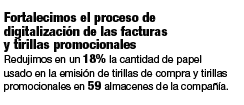 Fortalecimos el proceso de
digitalización de las facturas
y tirillas promocionales
Redujimos en un 18% la cantidad de papel
usado en la emisión de tirillas de compra y tirillas
promocionales en 59 almacenes de la compañía.